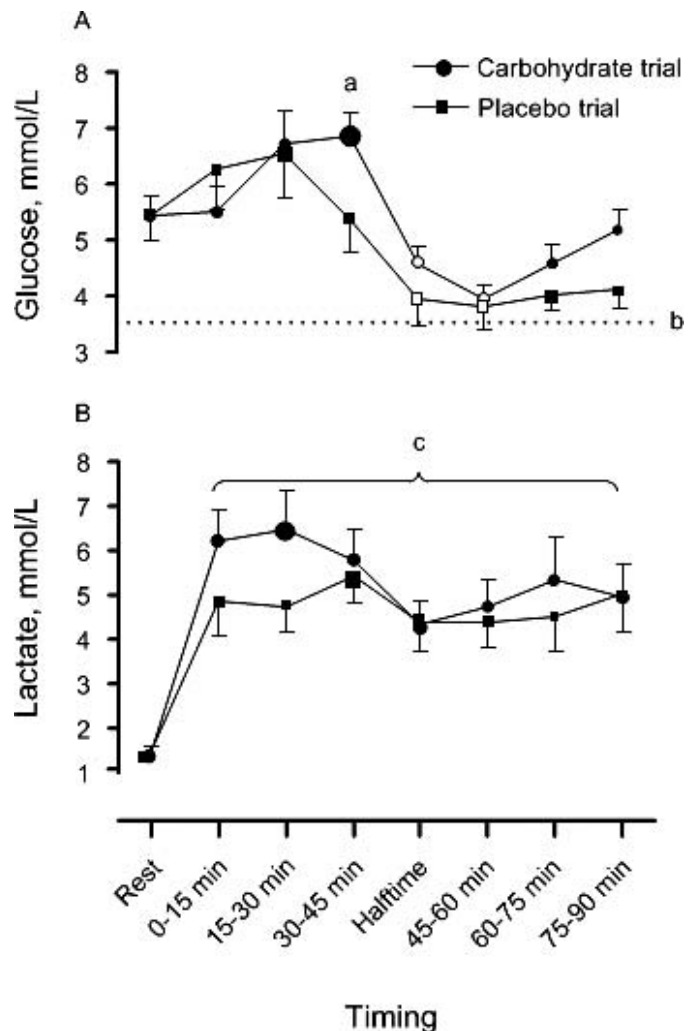 A
Carbohydrate trial
Placebo trial
a
8
7
6
5
4
3
Glucose, mmol/L
b
B
c
8
7
6
5
4
3
2
1
Lactate, mmol/L
Rest
0-15 min
15-30 min
30-45 min
Halftime
45-60 min
60-75 min
75-90 min
Timing